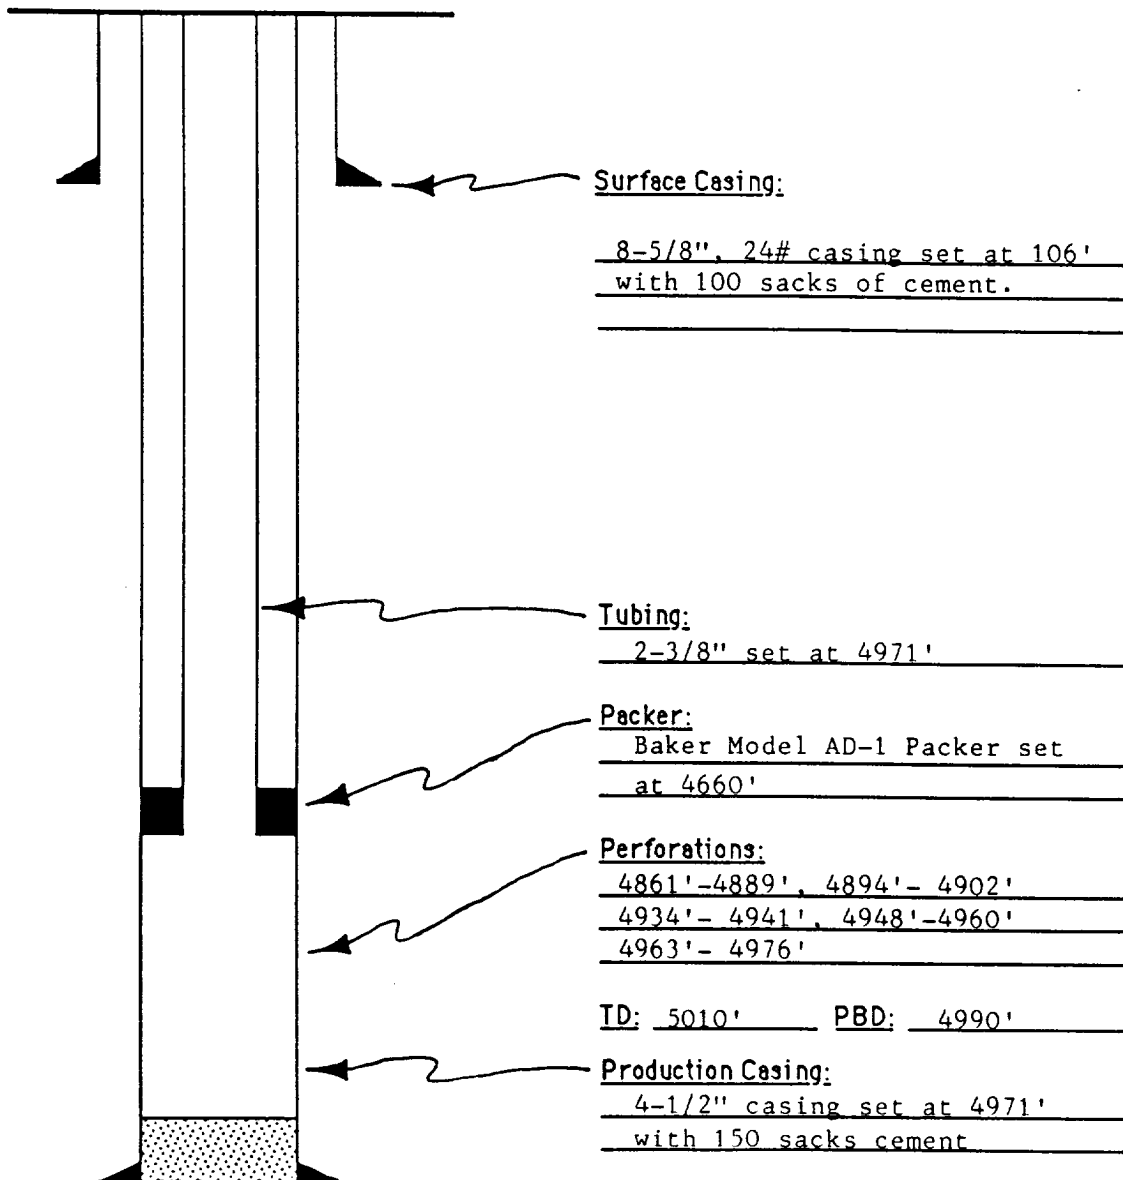 Surface Casing:
8-5/8", 24# casing set at 106'
with 100 sacks of cement.
Tubing:
2-3/8" set at 4971'
Packer:
Baker Model AD-1 Packer set
at 4660'
Perforations:
4861'-4889', 4894'- 4902'
4934'- 4941', 4948'-4960'
4963'- 4976'
TD: 5010' PBD: 4990'
Production Casing:
4-1/2" casing set at 4971'
with 150 sacks cement